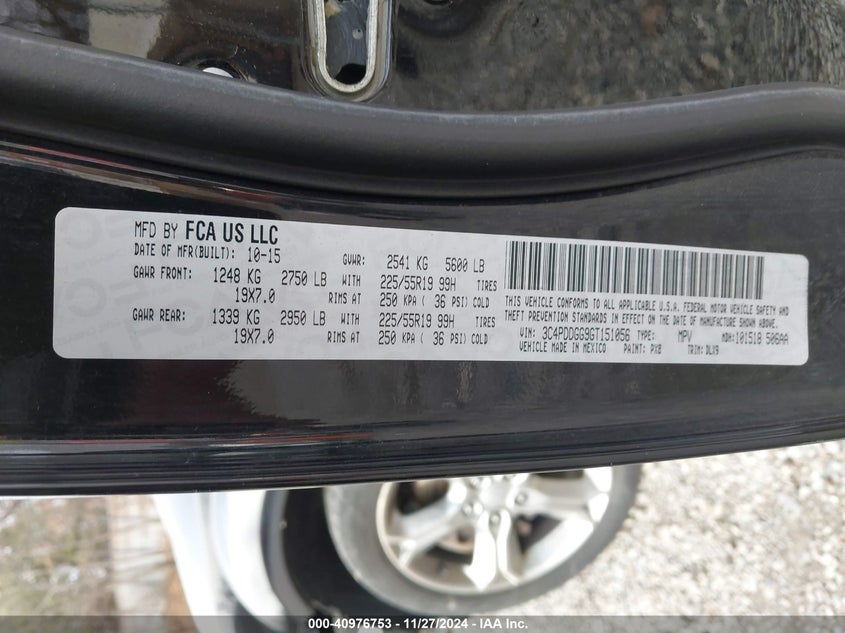 MFD BY FCA US LLC
DATE OF MFR(BUILT): 10-15 GVWR: 2541 KG 5600 LB
GAWR FRONT: 1248 KG 2750 LB WITH 225/55R19 99H TIRES
19X7.0 RIMS AT 250 KPA ( 36 PSI) COLD
GAWR REAR: 1339 KG 2950 LB WITH 225/55R19 99H TIRES
19X7.0 RIMS AT 250 KPA ( 36 PSI) COLD
THIS VEHICLE CONFORMS TO ALL APPLICABLE U.S.A. FEDERAL MOTOR VEHICLE SAFETY AND
THEFT PREVENTION STANDARDS IN EFFECT ON THE DATE OF MANUFACTURE SHOWN ABOVE.
VIN: 3C4PDDGG9GT151056 TYPE: MPV MDH:101518 506AA
VEHICLE MADE IN MEXICO PAINT: PX8 TRIM: DLX9
000-40976753 - 11/27/2024 - IAA Inc.